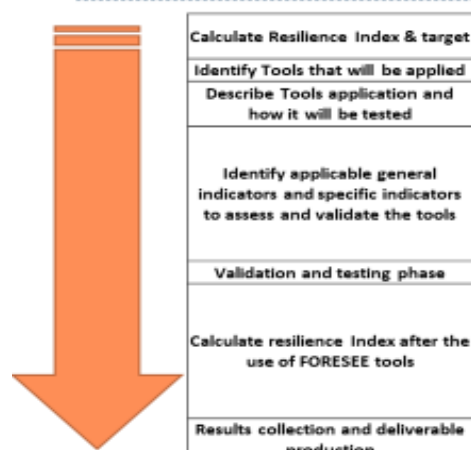 Calculate Resilience Index & target
Identify Tools that will be applied
Describe Tools application and
how it will be tested
Identify applicable general
indicators and specific indicators
to assess and validate the tools
Validation and testing phase
Calculate resilience Index after the
use of FORESEE tools
Results collection and deliverable
production